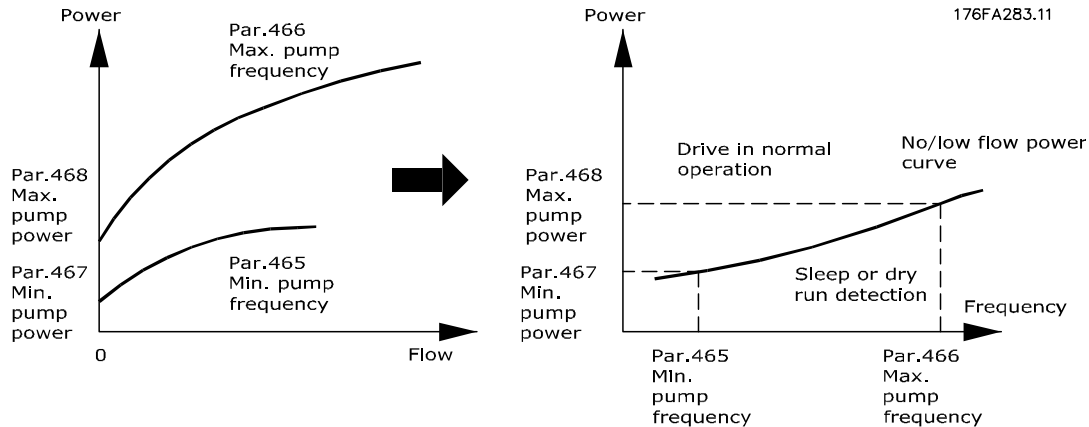 Power
Par.466
Max. pump
frequency
Par.468
Max.
pump
power
Par.467
Min.
pump
power
Par.465
Min. pump
frequency
0
Flow
Power
176FA283.11
Drive in normal
operation
No/low flow power
curve
Par.468
Max.
pump
power
Par.467
Min.
pump
power
Sleep or dry
run detection
Frequency
Par.465
Min.
pump
frequency
Par.466
Max.
pump
frequency